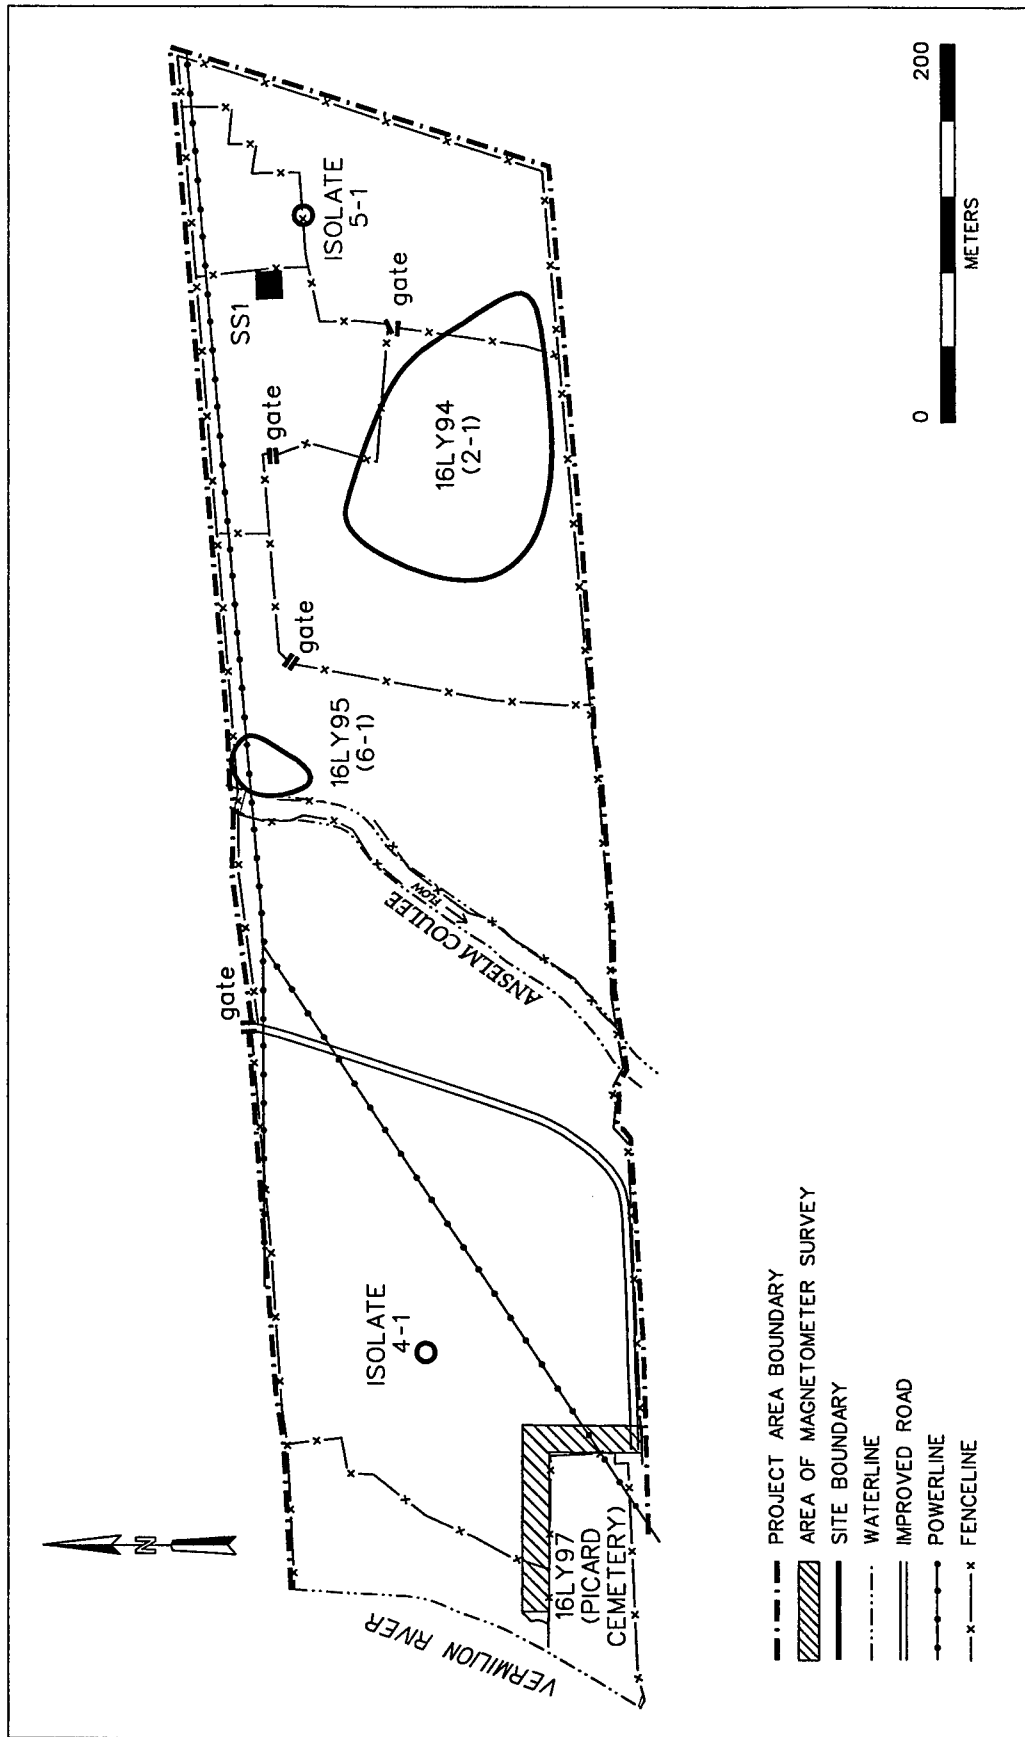 VERMILION RIVER
16LY97
(PICARD
CEMETERY)
ISOLATE
4-1
gate
ANSELM COULEE
FLOW
16LY95
(6-1)
gate
gate
16LY94
(2-1)
gate
SS1
ISOLATE
5-1
N
PROJECT AREA BOUNDARY
AREA OF MAGNETOMETER SURVEY
SITE BOUNDARY
WATERLINE
IMPROVED ROAD
POWERLINE
FENCELINE
0 200
METERS